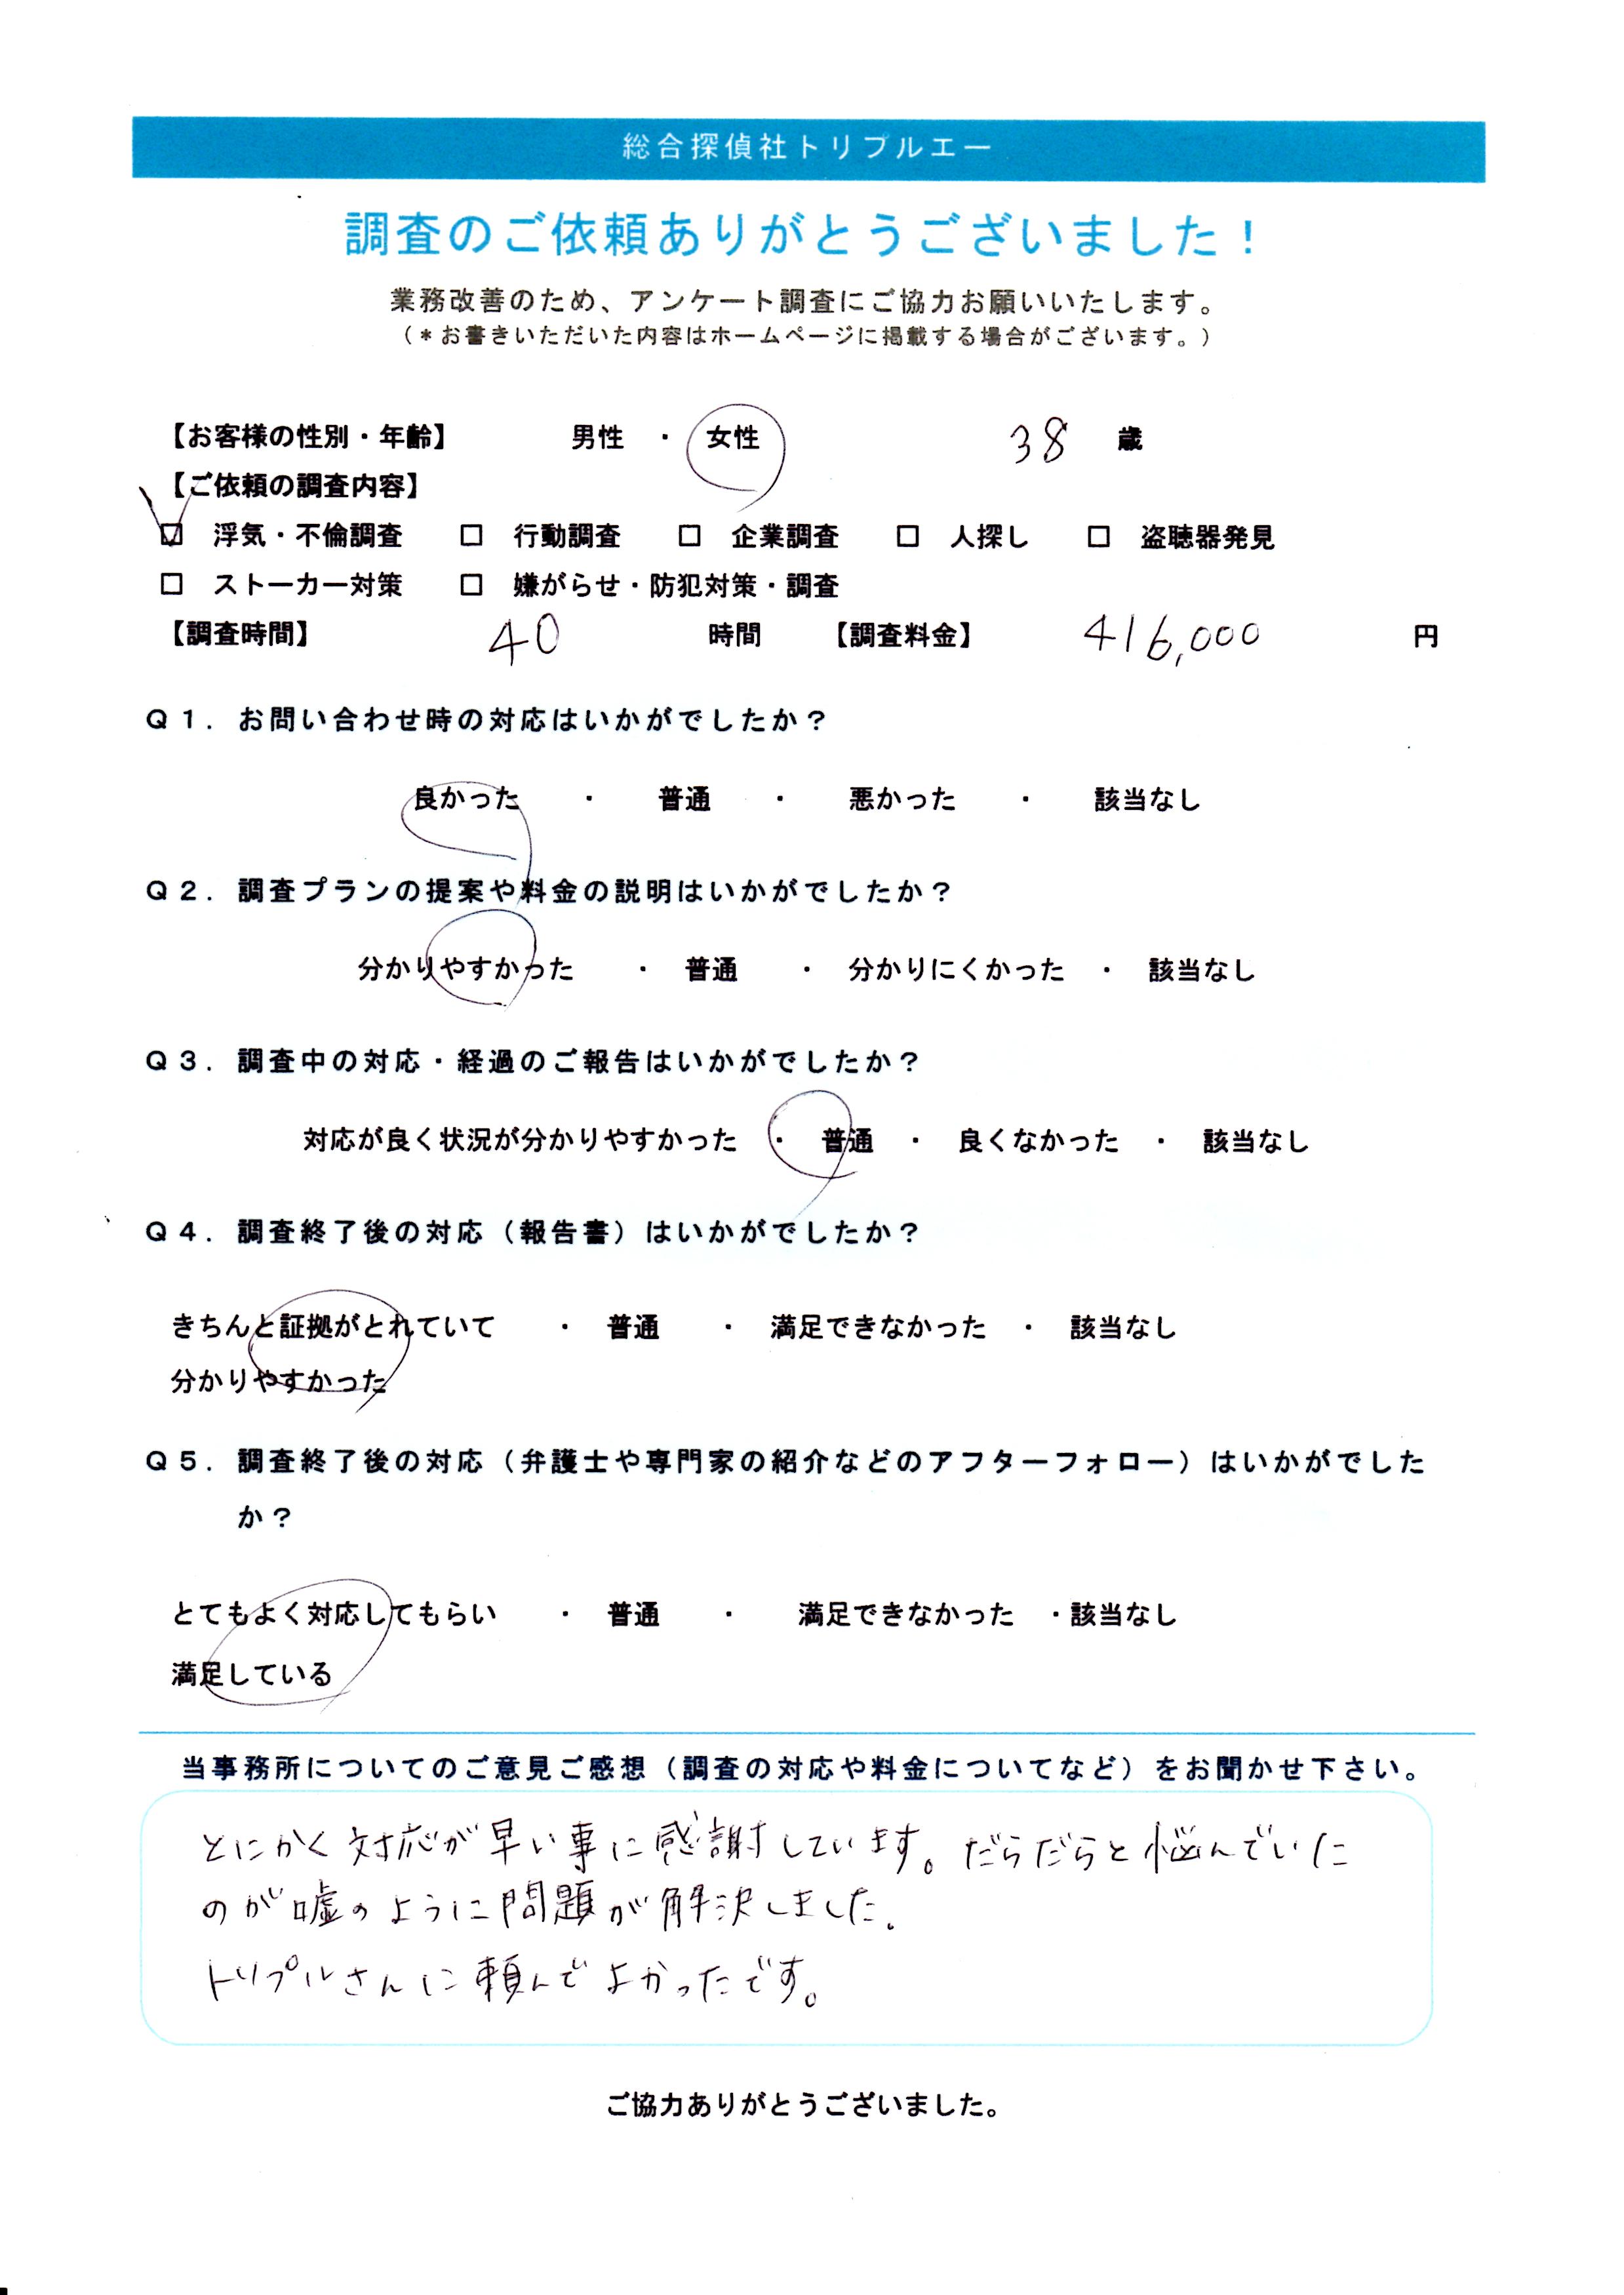 総合探偵社トリプルエー
調査のご依頼ありがとうございました！
業務改善のため、アンケート調査にご協力お願いいたします。
（＊お書きいただいた内容はホームページに掲載する場合がございます。）
【お客様の性別・年齢】 男性 ・ 女性 38 歳
【ご依頼の調査内容】
☑ 浮気・不倫調査 □ 行動調査 □ 企業調査 □ 人探し □ 盗聴器発見
□ ストーカー対策 □ 嫌がらせ・防犯対策・調査
【調査時間】 40 時間 【調査料金】 416,000 円
Ｑ１．お問い合わせ時の対応はいかがでしたか？
良かった ・ 普通 ・ 悪かった ・ 該当なし
Ｑ２．調査プランの提案や料金の説明はいかがでしたか？
分かりやすかった ・ 普通 ・ 分かりにくかった ・ 該当なし
Ｑ３．調査中の対応・経過のご報告はいかがでしたか？
対応が良く状況が分かりやすかった ・ 普通 ・ 良くなかった ・ 該当なし
Ｑ４．調査終了後の対応（報告書）はいかがでしたか？
きちんと証拠がとれていて ・ 普通 ・ 満足できなかった ・ 該当なし
分かりやすかった
Ｑ５．調査終了後の対応（弁護士や専門家の紹介などのアフターフォロー）はいかがでした
か？
とてもよく対応してもらい ・ 普通 ・ 満足できなかった ・該当なし
満足している
当事務所についてのご意見ご感想（調査の対応や料金についてなど）をお聞かせ下さい。
とにかく対応が早い事に感謝しています。だらだらと悩んでいた
のが嘘のように問題が解決しました。
トリプルさんに頼んでよかったです。
ご協力ありがとうございました。